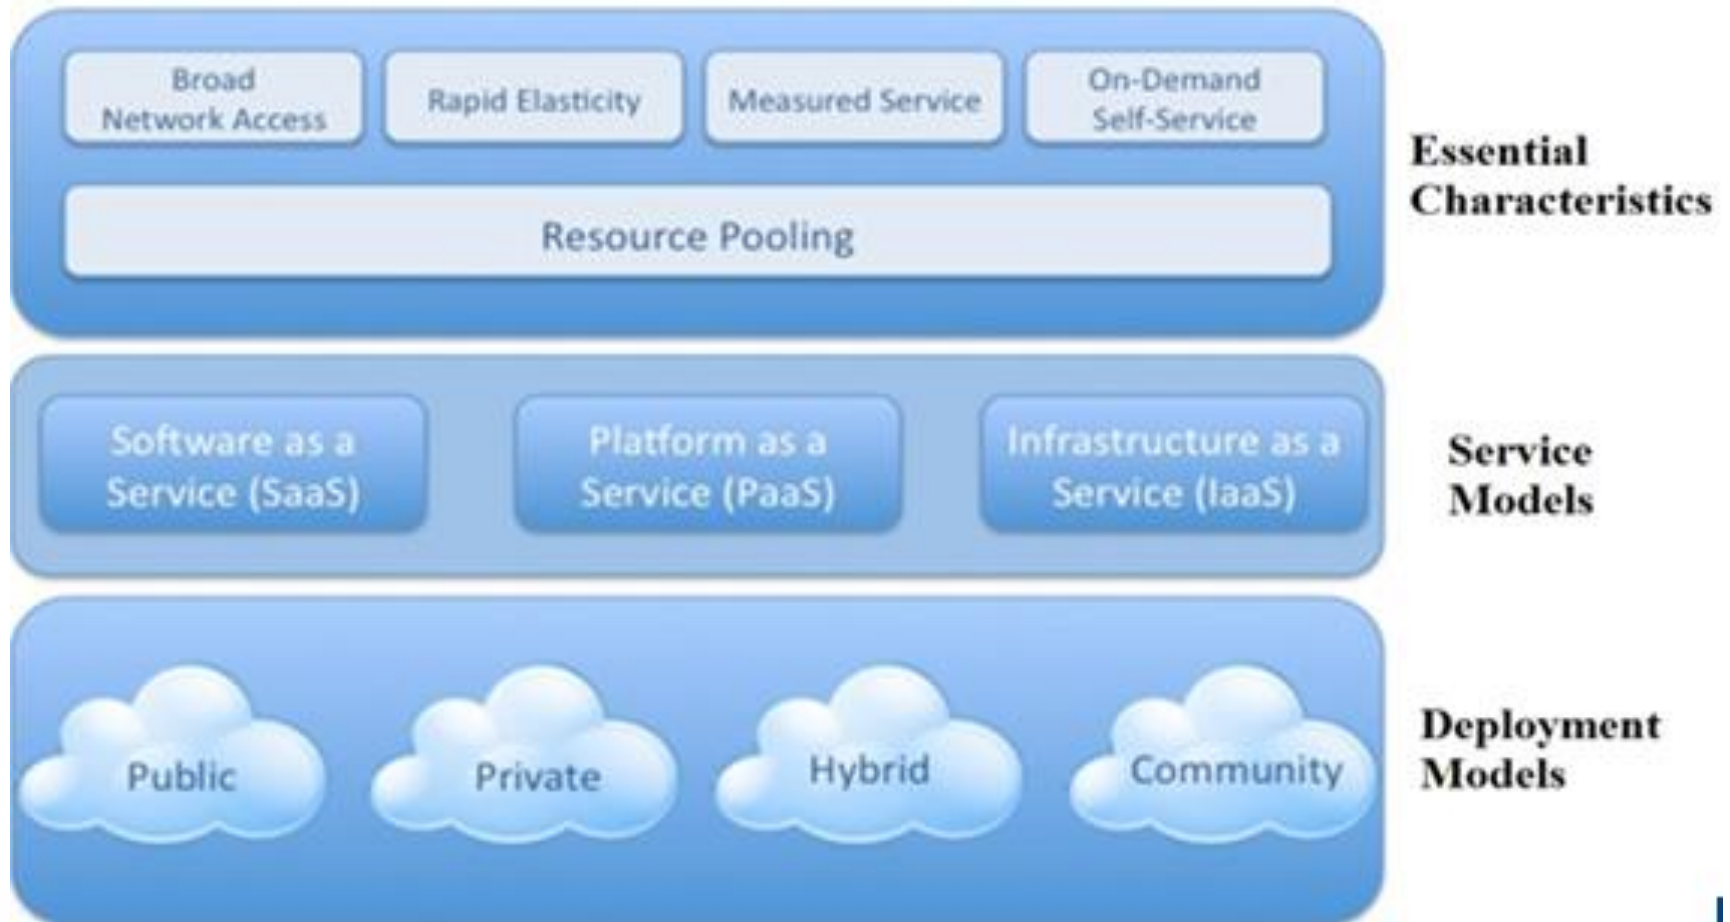 Broad
Network Access
Rapid Elasticity
Measured Service
On-Demand
Self-Service
Resource Pooling
Essential
Characteristics
Software as a
Service (SaaS)
Platform as a
Service (PaaS)
Infrastructure as a
Service (IaaS)
Service
Models
Public
Private
Hybrid
Community
Deployment
Models